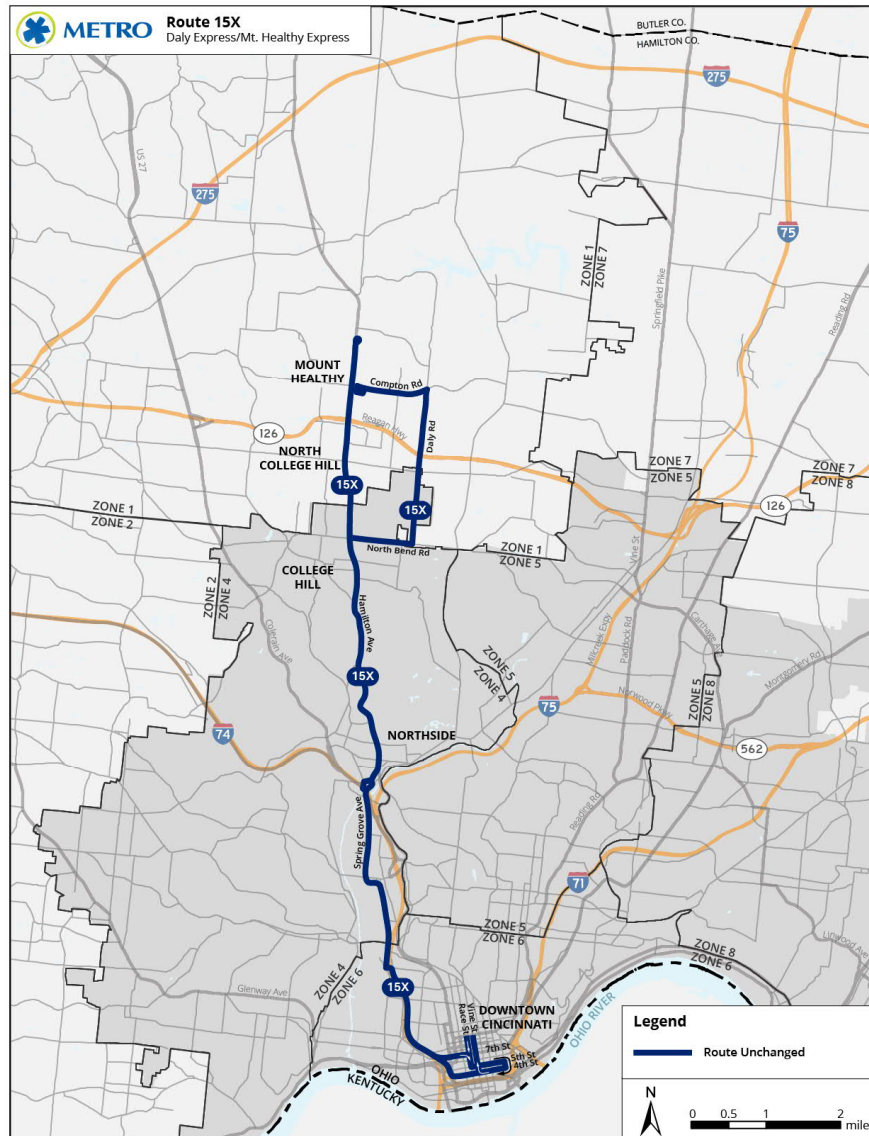 METRO
Route 15X
Daly Express/Mt. Healthy Express
BUTLER CO.
HAMILTON CO.
275
275
US 27
75
ZONE 1
ZONE 7
Springfield Pike
Reading Rd
MOUNT
HEALTHY
Compton Rd
Reagan Hwy
Daly Rd
126
NORTH
COLLEGE HILL
ZONE 7
ZONE 5
ZONE 7
ZONE 8
15X
15X
126
ZONE 1
ZONE 2
North Bend Rd
ZONE 1
ZONE 5
Vine St
COLLEGE
HILL
ZONE 2
ZONE 4
Hamilton Ave
Colerain Ave
Millcreek Expy
Paddock Rd
Carthage A
Montgomery Rd
15X
ZONE 5
ZONE 4
ZONE 5
ZONE 8
75
Norwood Pkwy
74
NORTHSIDE
562
Spring Grove Ave
Reading Rd
71
ZONE 5
ZONE 6
Linwood Ave
ZONE 8
ZONE 6
ZONE 4
ZONE 6
Glenway Ave
15X
DOWNTOWN
CINCINNATI
Vine St
Race St
7th St
5th St
4th St
OHIO RIVER
OHIO
KENTUCKY
Legend
Route Unchanged
N
0 0.5 1 2
mile